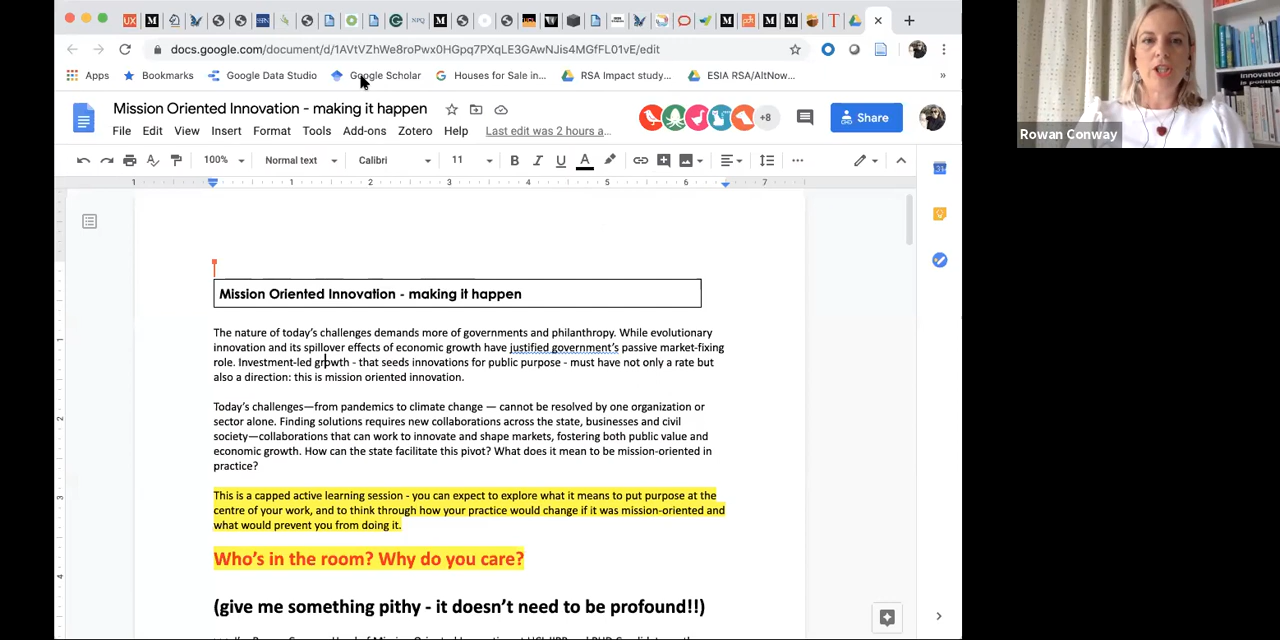 docs.google.com/document/d/1AVtVZhWe8roPwx0HGpq7PXqLE3GAwNJis4MGfFL01vE/edit
Apps Bookmarks Google Data Studio Google Scholar Houses for Sale in... RSA Impact study... ESIA RSA/AltNow... »
Mission Oriented Innovation - making it happen
+8 Share
File Edit View Insert Format Tools Add-ons Zotero Help Last edit was 2 hours a...
100% Normal text Calibri 11 B I U A
1 1 2 3 4 5 6 7
Mission Oriented Innovation - making it happen
The nature of today's challenges demands more of governments and philanthropy. While evolutionary
innovation and its spillover effects of economic growth have justified government's passive market-fixing
role. Investment-led growth - that seeds innovations for public purpose - must have not only a rate but
also a direction: this is mission oriented innovation.
Today's challenges—from pandemics to climate change — cannot be resolved by one organization or
sector alone. Finding solutions requires new collaborations across the state, businesses and civil
society—collaborations that can work to innovate and shape markets, fostering both public value and
economic growth. How can the state facilitate this pivot? What does it mean to be mission-oriented in
practice?
This is a capped active learning session - you can expect to explore what it means to put purpose at the
centre of your work, and to think through how your practice would change if it was mission-oriented and
what would prevent you from doing it.
Who's in the room? Why do you care?
(give me something pithy - it doesn't need to be profound!!)
Rowan Conway